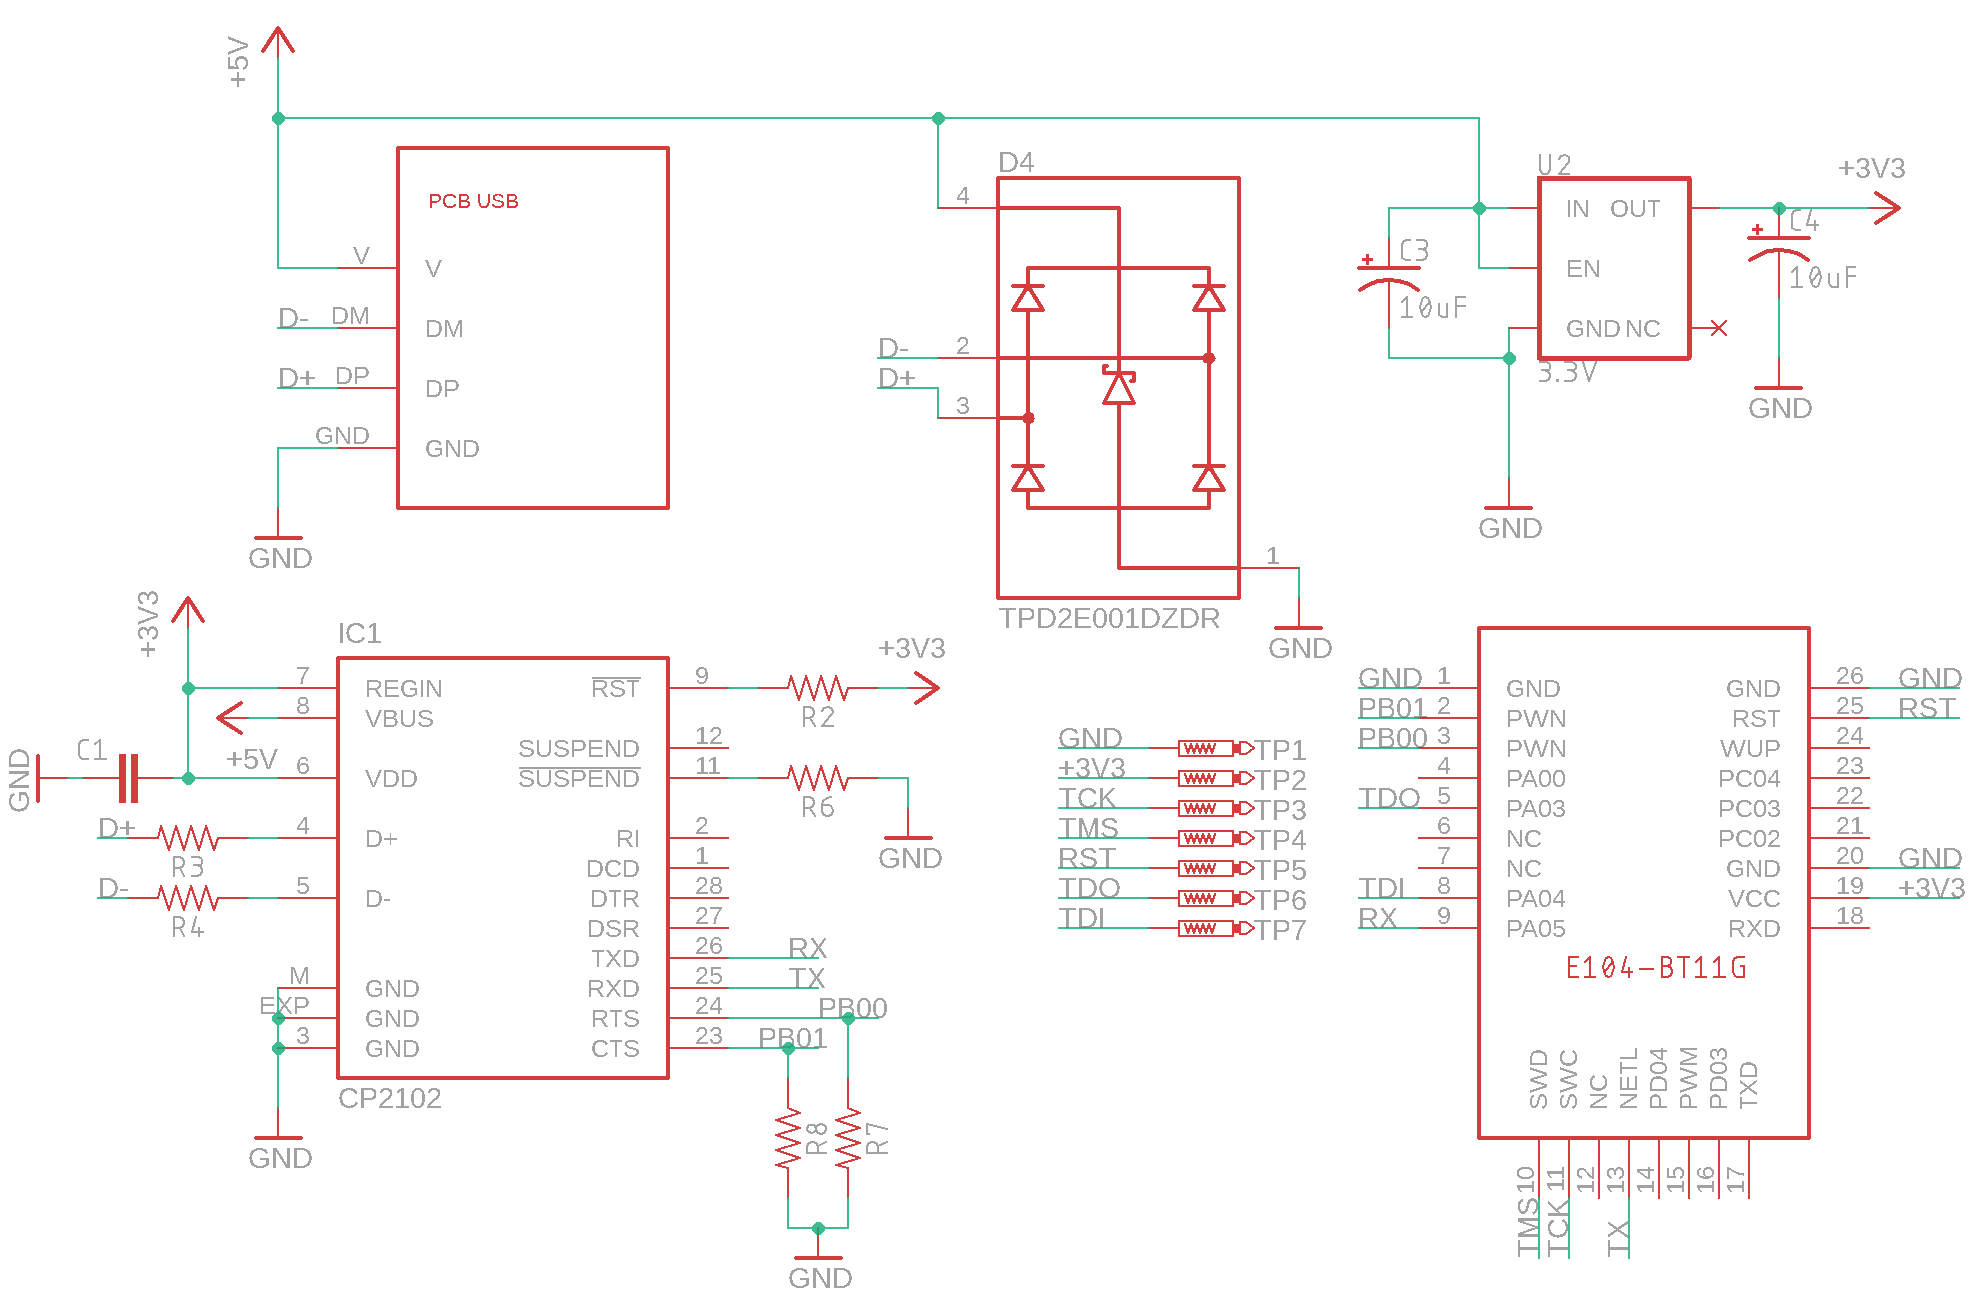 +5V
PCB USB
V
V
D-
DM
DM
D+
DP
DP
GND
GND
GND
D4
4
D-
2
D+
3
1
TPD2E001DZDR
GND
U2
IN
OUT
EN
GND
NC
3.3V
C3
10uF
GND
+3V3
C4
10uF
GND
+3V3
IC1
7
REGIN
8
VBUS
+5V
6
VDD
GND
C1
D+
R3
4
D+
D-
R4
5
D-
M
GND
EXP
GND
3
GND
GND
CP2102
RST
9
R2
+3V3
SUSPEND
12
SUSPEND
11
R6
GND
RI
2
DCD
1
DTR
28
DSR
27
TXD
26
RX
RXD
25
TX
RTS
24
PB00
CTS
23
PB01
R8
R7
GND
GND
TP1
+3V3
TP2
TCK
TP3
TMS
TP4
RST
TP5
TDO
TP6
TDI
TP7
GND
1
GND
PB01
2
PWN
PB00
3
PWN
4
PA00
TDO
5
PA03
6
NC
7
NC
TDI
8
PA04
RX
9
PA05
GND
26
GND
RST
25
RST
WUP
24
PC04
23
PC03
22
PC02
21
GND
20
GND
VCC
19
+3V3
RXD
18
E104-BT11G
SWD
SWC
NC
NETL
PD04
PWM
PD03
TXD
10
11
12
13
14
15
16
17
TMS
TCK
TX